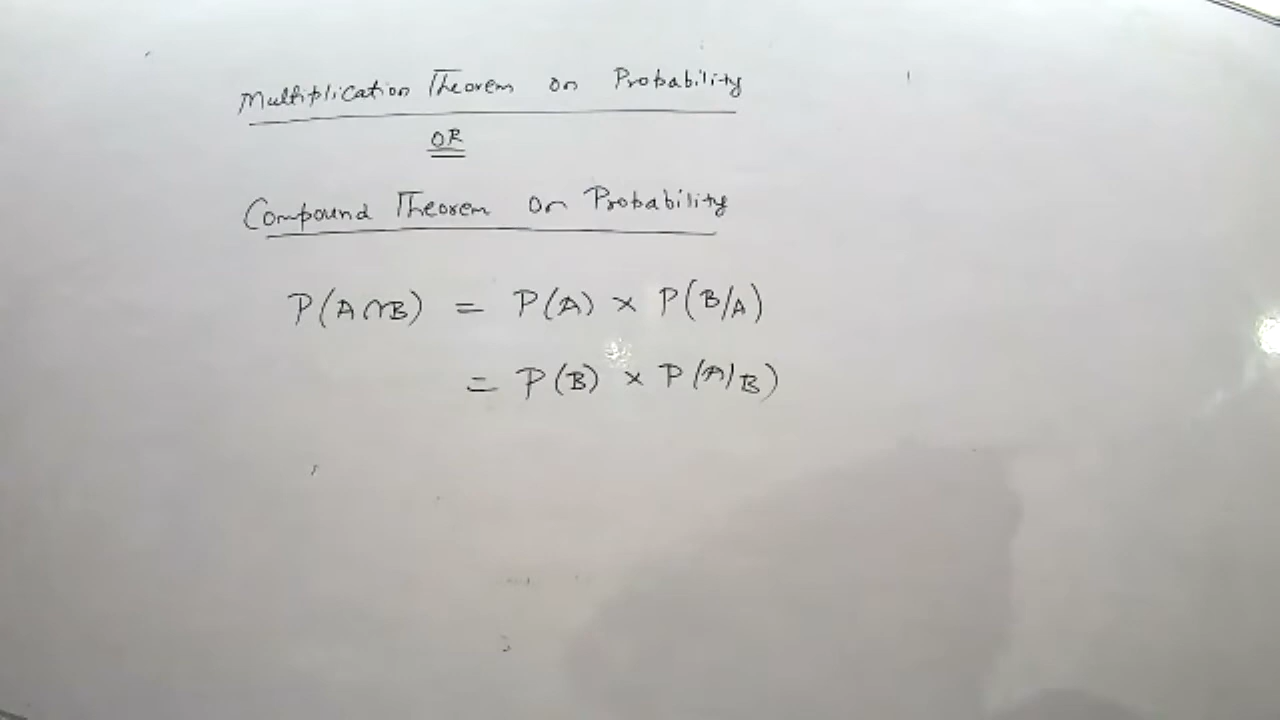 Multiplication Theorem on Probability
OR
Compound Theorem on Probability
P(A∩B) = P(A) × P(B/A)
= P(B) × P(A/B)